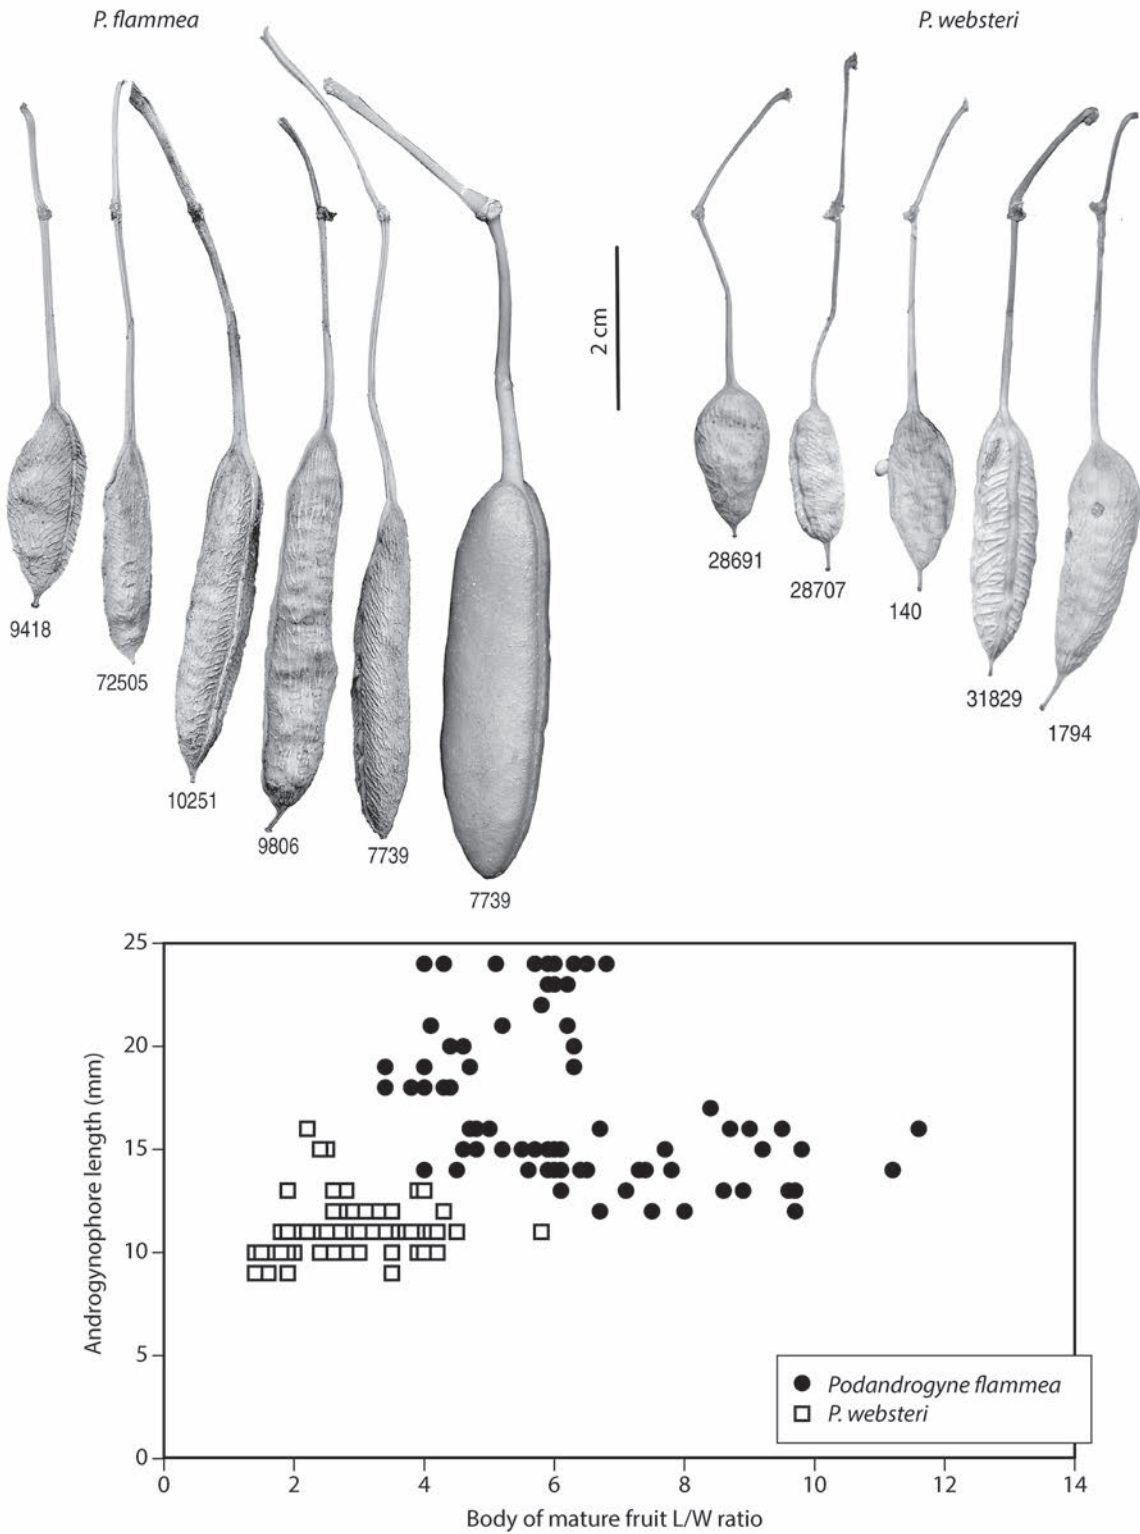 P. flammea
P. websteri
2 cm
28691
28707
140
9418
72505
31829
1794
10251
9806
7739
7739
25
20
15
10
5
0
Androgynophore length (mm)
Podandrogyne flammea
P. websteri
0 2 4 6 8 10 12 14
Body of mature fruit L/W ratio